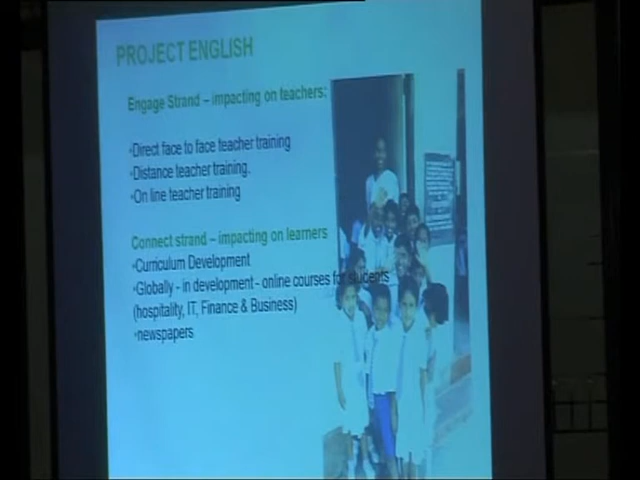 PROJECT ENGLISH
Engage Strand – impacting on teachers:
•Direct face to face teacher training
•Distance teacher training.
•On line teacher training
Connect strand – impacting on learners
•Curriculum Development
•Globally - in development - online courses for students
(hospitality, IT, Finance & Business)
•newspapers